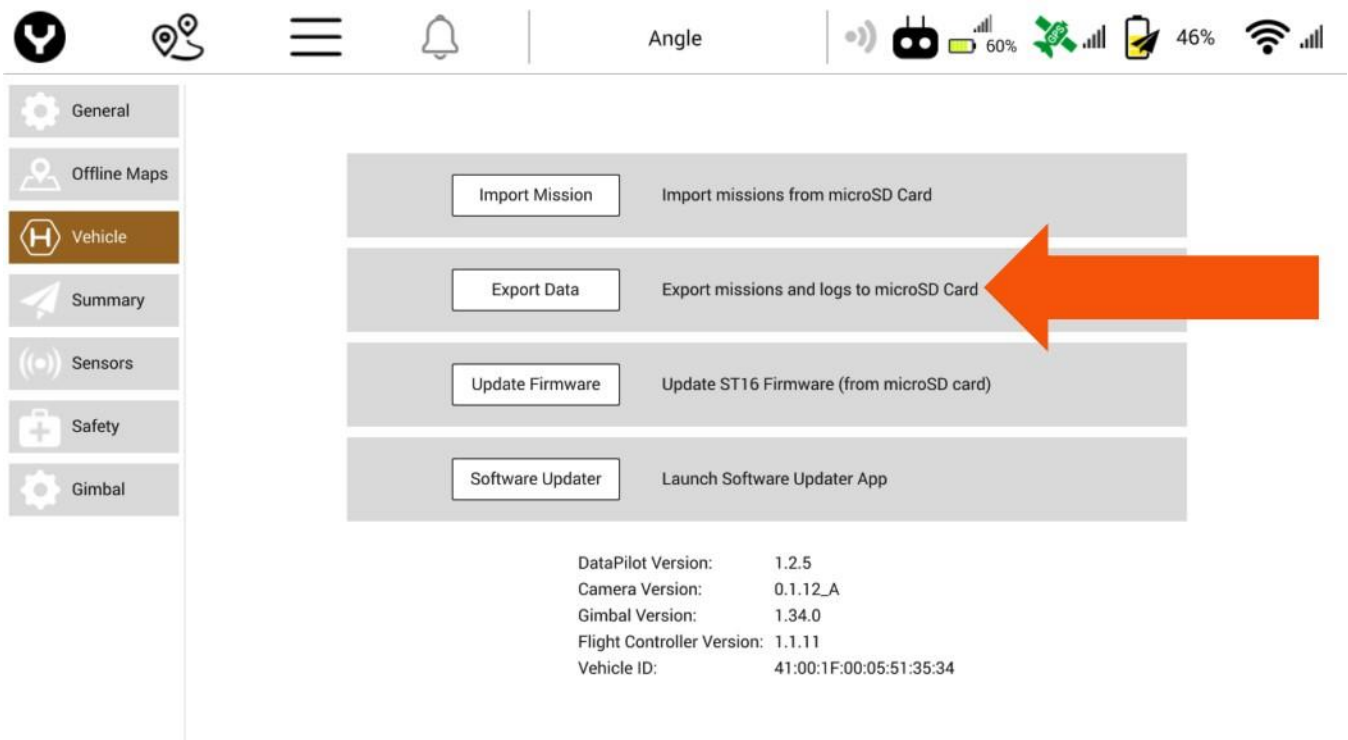 Angle
60%
GPS
46%
General
Offline Maps
Vehicle
Summary
Sensors
Safety
Gimbal
Import Mission Import missions from microSD Card
Export Data Export missions and logs to microSD Card
Update Firmware Update ST16 Firmware (from microSD card)
Software Updater Launch Software Updater App
DataPilot Version: 1.2.5
Camera Version: 0.1.12_A
Gimbal Version: 1.34.0
Flight Controller Version: 1.1.11
Vehicle ID: 41:00:1F:00:05:51:35:34